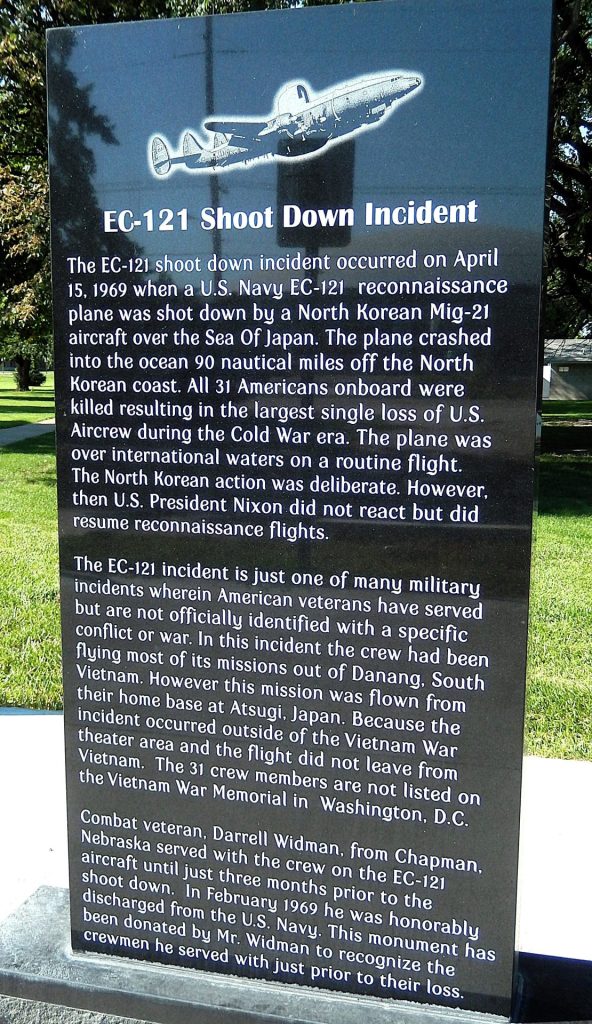 EC-121 Shoot Down Incident
The EC-121 shoot down incident occurred on April
15, 1969 when a U.S. Navy EC-121 reconnaissance
plane was shot down by a North Korean Mig-21
aircraft over the Sea Of Japan. The plane crashed
into the ocean 90 nautical miles off the North
Korean coast. All 31 Americans onboard were
killed resulting in the largest single loss of U.S.
Aircrew during the Cold War era. The plane was
over international waters on a routine flight.
The North Korean action was deliberate. However,
then U.S. President Nixon did not react but did
resume reconnaissance flights.
The EC-121 incident is just one of many military
incidents wherein American veterans have served
but are not officially identified with a specific
conflict or war. In this incident the crew had been
flying most of its missions out of Danang, South
Vietnam. However this mission was flown from
their home base at Atsugi, Japan. Because the
incident occurred outside of the Vietnam War
theater area and the flight did not leave from
Vietnam. The 31 crew members are not listed on
the Vietnam War Memorial in Washington, D.C.
Combat veteran, Darrell Widman, from Chapman,
Nebraska served with the crew on the EC-121
aircraft until just three months prior to the
shoot down. In February 1969 he was honorably
discharged from the U.S. Navy. This monument has
been donated by Mr. Widman to recognize the
crewmen he served with just prior to their loss.